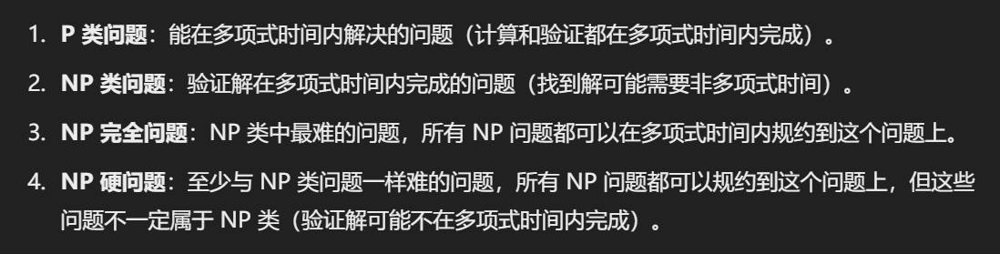 1. P 类问题：能在多项式时间内解决的问题（计算和验证都在多项式时间内完成）。
2. NP 类问题：验证解在多项式时间内完成的问题（找到解可能需要非多项式时间）。
3. NP 完全问题：NP 类中最难的问题，所有 NP 问题都可以在多项式时间内规约到这个问题上。
4. NP 硬问题：至少与 NP 类问题一样难的问题，所有 NP 问题都可以规约到这个问题上，但这些
问题不一定属于 NP 类（验证解可能不在多项式时间内完成）。